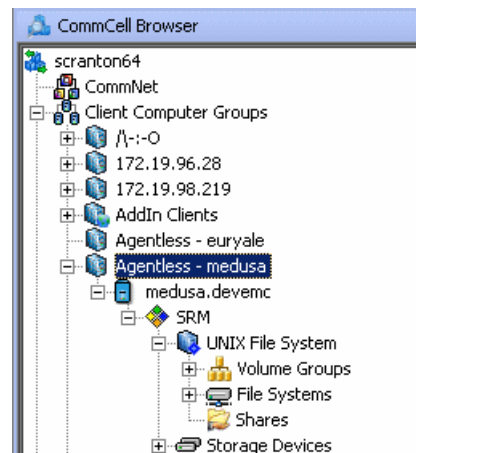 CommCell Browser
scranton64
CommNet
Client Computer Groups
/\-:-O
172.19.96.28
172.19.98.219
AddIn Clients
Agentless - euryale
Agentless - medusa
medusa.devemc
SRM
UNIX File System
Volume Groups
File Systems
Shares
Storage Devices